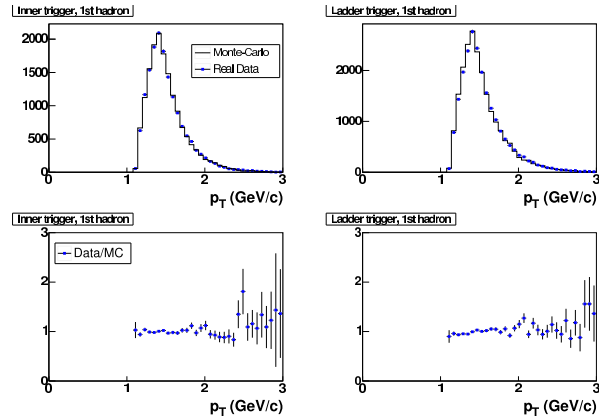 Inner trigger, 1st hadron
Monte-Carlo
Real Data
2000
1500
1000
500
0
0 1 2 3
p_T (GeV/c)
Ladder trigger, 1st hadron
2000
1000
0
0 1 2 3
p_T (GeV/c)
Inner trigger, 1st hadron
Data/MC
3
2
1
0
0 1 2 3
p_T (GeV/c)
Ladder trigger, 1st hadron
3
2
1
0
0 1 2 3
p_T (GeV/c)